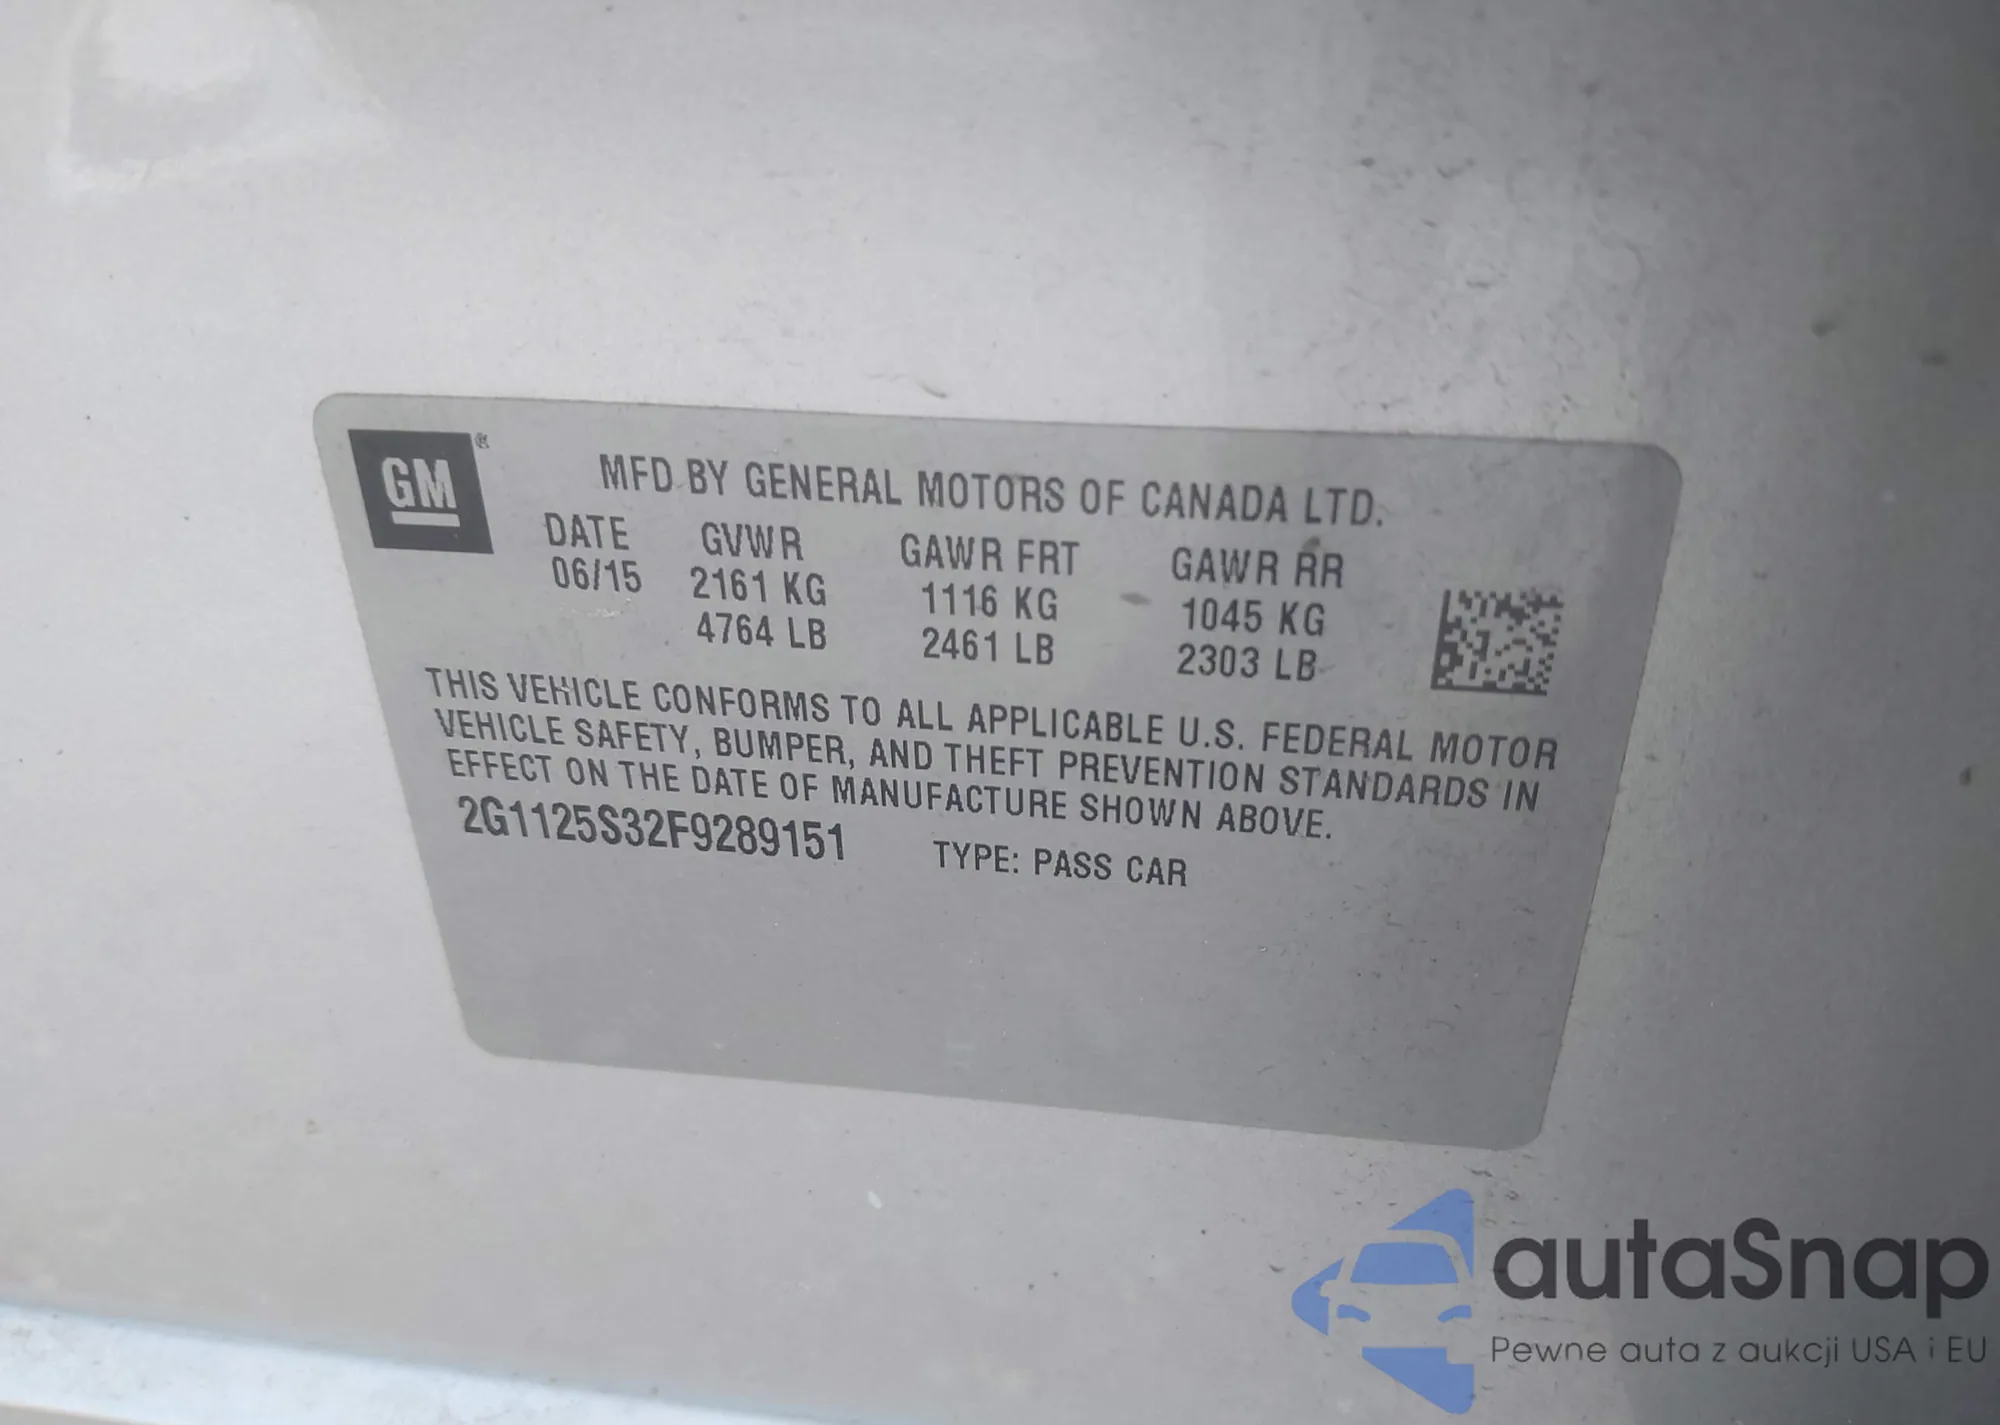 GM
MFD BY GENERAL MOTORS OF CANADA LTD.
DATE GVWR GAWR FRT GAWR RR
06/15 2161 KG 1116 KG 1045 KG
4764 LB 2461 LB 2303 LB
THIS VEHICLE CONFORMS TO ALL APPLICABLE U.S. FEDERAL MOTOR
VEHICLE SAFETY, BUMPER, AND THEFT PREVENTION STANDARDS IN
EFFECT ON THE DATE OF MANUFACTURE SHOWN ABOVE.
2G1125S32F9289151 TYPE: PASS CAR
autaSnap
Pewne auta z aukcji USA i EU